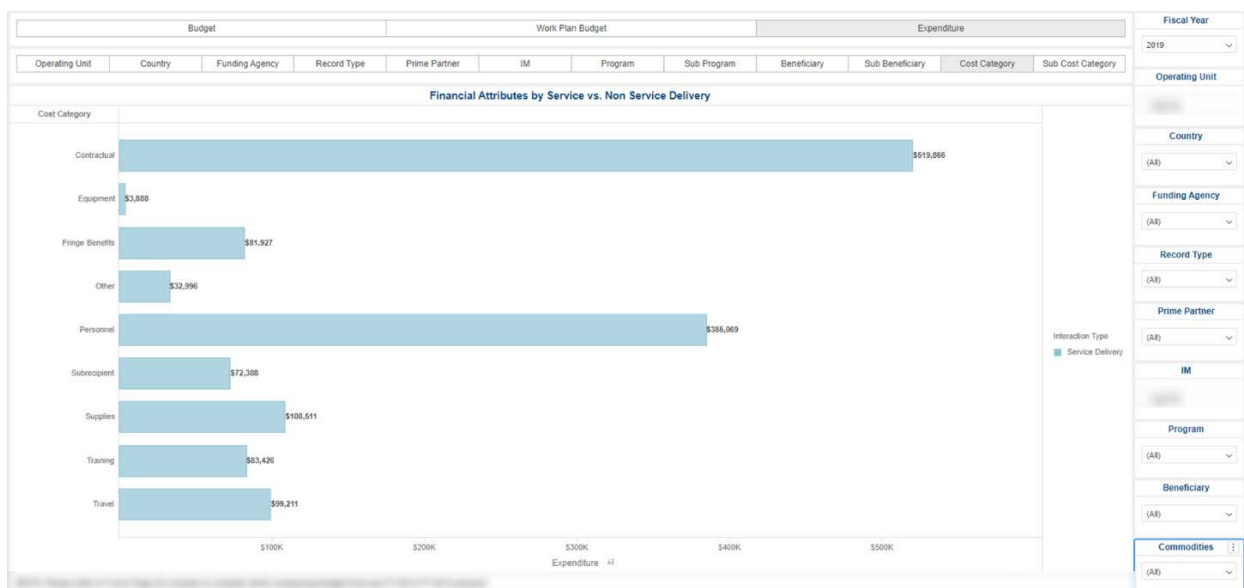 Budget Work Plan Budget Expenditure
Operating Unit Country Funding Agency Record Type Prime Partner IM Program Sub Program Beneficiary Sub Beneficiary Cost Category Sub Cost Category
Financial Attributes by Service vs. Non Service Delivery
Cost Category
Contractual $519,866
Equipment $3,888
Fringe Benefits $81,927
Other $32,996
Personnel $385,069
Subrecipient $72,388
Supplies $108,511
Training $83,426
Travel $99,211
$100K $200K $300K $400K $500K
Expenditure
Interaction Type
Service Delivery
Fiscal Year
2019
Operating Unit
Country
(All)
Funding Agency
(All)
Record Type
(All)
Prime Partner
(All)
IM
Program
(All)
Beneficiary
(All)
Commodities
(All)